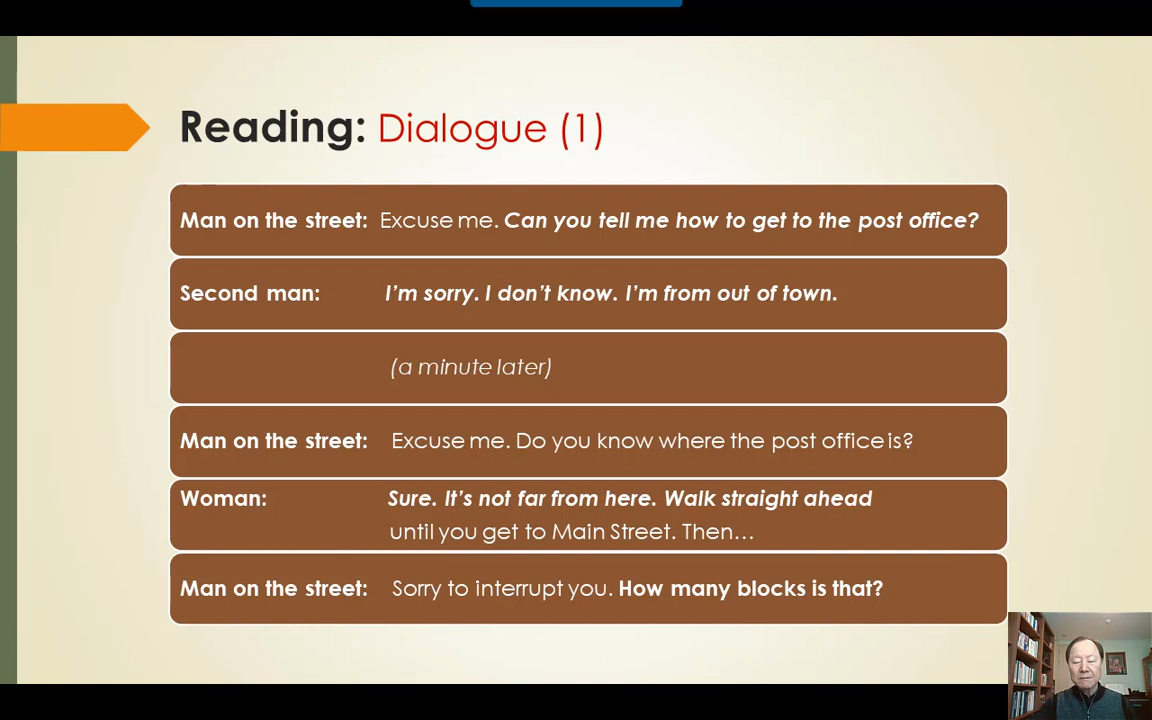 Reading: Dialogue (1)
Man on the street: Excuse me. Can you tell me how to get to the post office?
Second man: I'm sorry. I don't know. I'm from out of town.
(a minute later)
Man on the street: Excuse me. Do you know where the post office is?
Woman: Sure. It's not far from here. Walk straight ahead
until you get to Main Street. Then…
Man on the street: Sorry to interrupt you. How many blocks is that?